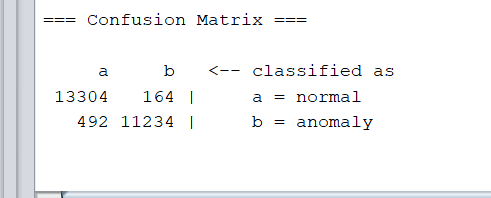 === Confusion Matrix ===
a b <-- classified as
13304 164 | a = normal
492 11234 | b = anomaly